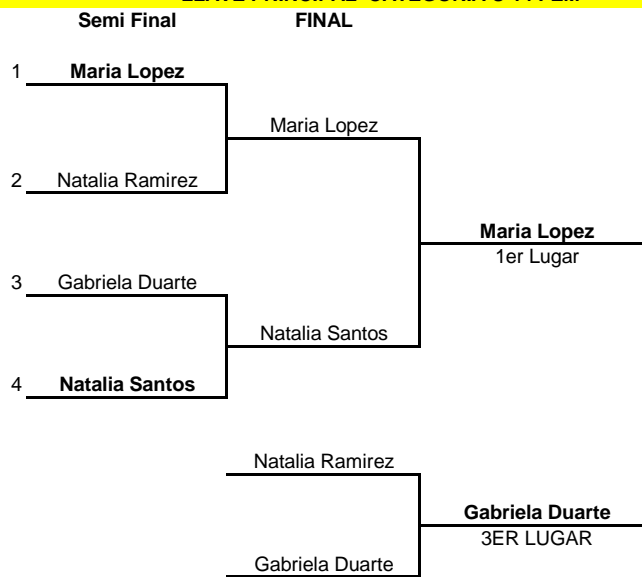 Semi Final FINAL
1 Maria Lopez
Maria Lopez
2 Natalia Ramirez
Maria Lopez
1er Lugar
3 Gabriela Duarte
Natalia Santos
4 Natalia Santos
Natalia Ramirez
Gabriela Duarte
3ER LUGAR
Gabriela Duarte